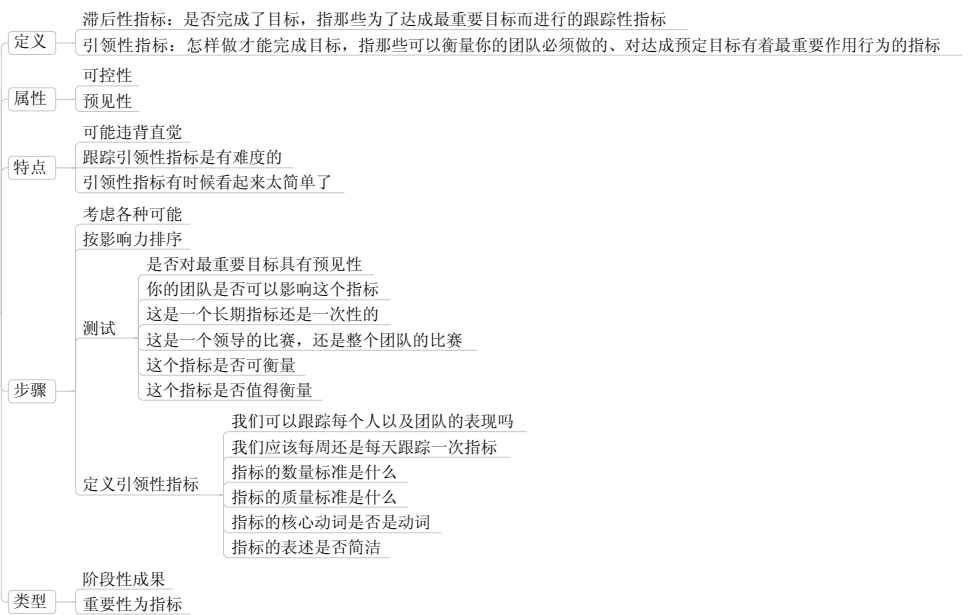 定义
滞后性指标：是否完成了目标，指那些为了达成最重要目标而进行的跟踪性指标
引领性指标：怎样做才能完成目标，指那些可以衡量你的团队必须做的、对达成预定目标有着最重要作用行为的指标
属性
可控性
预见性
特点
可能违背直觉
跟踪引领性指标是有难度的
引领性指标有时候看起来太简单了
步骤
考虑各种可能
按影响力排序
测试
是否对最重要目标具有预见性
你的团队是否可以影响这个指标
这是一个长期指标还是一次性的
这是一个领导的比赛，还是整个团队的比赛
这个指标是否可衡量
这个指标是否值得衡量
定义引领性指标
我们可以跟踪每个人以及团队的表现吗
我们应该每周还是每天跟踪一次指标
指标的数量标准是什么
指标的质量标准是什么
指标的核心动词是否是动词
指标的表述是否简洁
类型
阶段性成果
重要性为指标